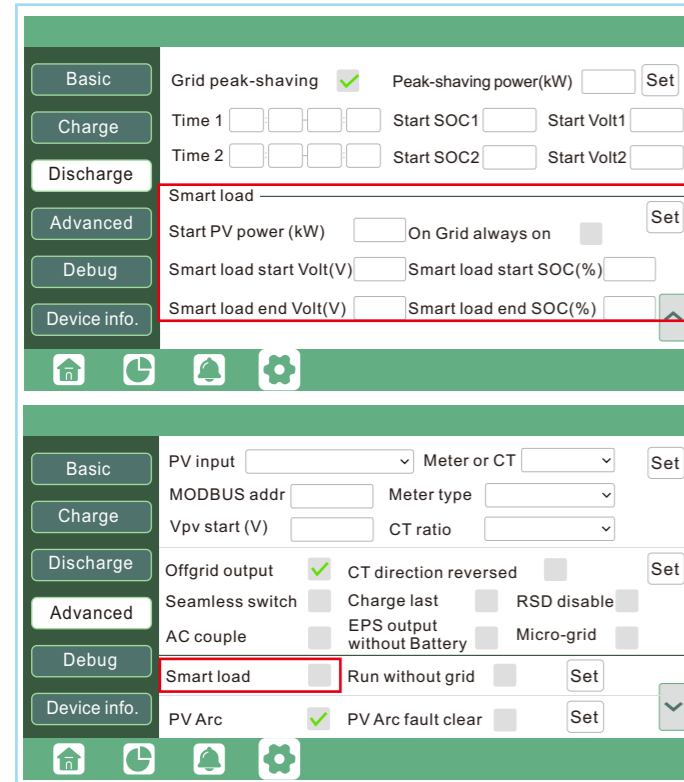 Basic
Charge
Discharge
Advanced
Debug
Device info.
Grid peak-shaving Peak-shaving power(kW) Set
Time 1 : - : Start SOC1 Start Volt1
Time 2 : - : Start SOC2 Start Volt2
Smart load
Set
Start PV power (kW) On Grid always on
Smart load start Volt(V) Smart load start SOC(%)
Smart load end Volt(V) Smart load end SOC(%)
Basic
Charge
Discharge
Advanced
Debug
Device info.
PV input Meter or CT Set
MODBUS addr Meter type
Vpv start (V) CT ratio
Offgrid output CT direction reversed Set
Seamless switch Charge last RSD disable
AC couple EPS output without Battery Micro-grid
Smart load Run without grid Set
PV Arc PV Arc fault clear Set